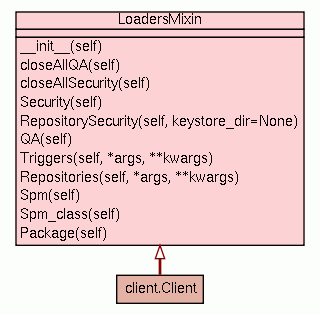 LoadersMixin
__init__(self)
closeAllQA(self)
closeAllSecurity(self)
Security(self)
RepositorySecurity(self, keystore_dir=None)
QA(self)
Triggers(self, *args, **kwargs)
Repositories(self, *args, **kwargs)
Spm(self)
Spm_class(self)
Package(self)
client.Client